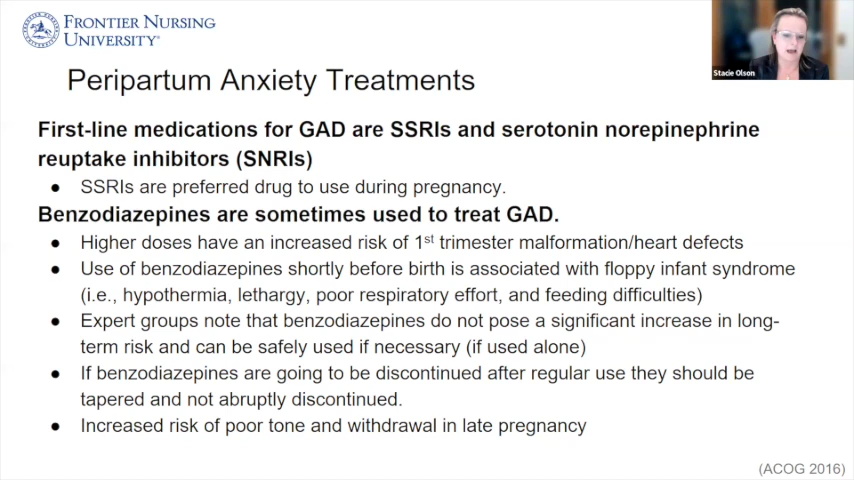 FRONTIER NURSING
UNIVERSITY®
Stacie Olson
Peripartum Anxiety Treatments
First-line medications for GAD are SSRIs and serotonin norepinephrine
reuptake inhibitors (SNRIs)
● SSRIs are preferred drug to use during pregnancy.
Benzodiazepines are sometimes used to treat GAD.
● Higher doses have an increased risk of 1st trimester malformation/heart defects
● Use of benzodiazepines shortly before birth is associated with floppy infant syndrome
(i.e., hypothermia, lethargy, poor respiratory effort, and feeding difficulties)
● Expert groups note that benzodiazepines do not pose a significant increase in long-
term risk and can be safely used if necessary (if used alone)
● If benzodiazepines are going to be discontinued after regular use they should be
tapered and not abruptly discontinued.
● Increased risk of poor tone and withdrawal in late pregnancy
(ACOG 2016)